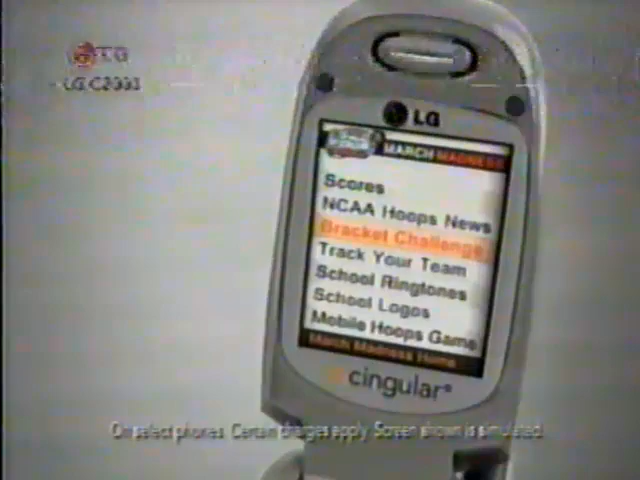 LG
LG C2000
LG
MARCH MADNESS
Scores
NCAA Hoops News
Bracket Challenge
Track Your Team
School Ringtones
School Logos
Mobile Hoops Game
March Madness Home
cingular®
On select phones. Certain charges apply. Screen shown is simulated.